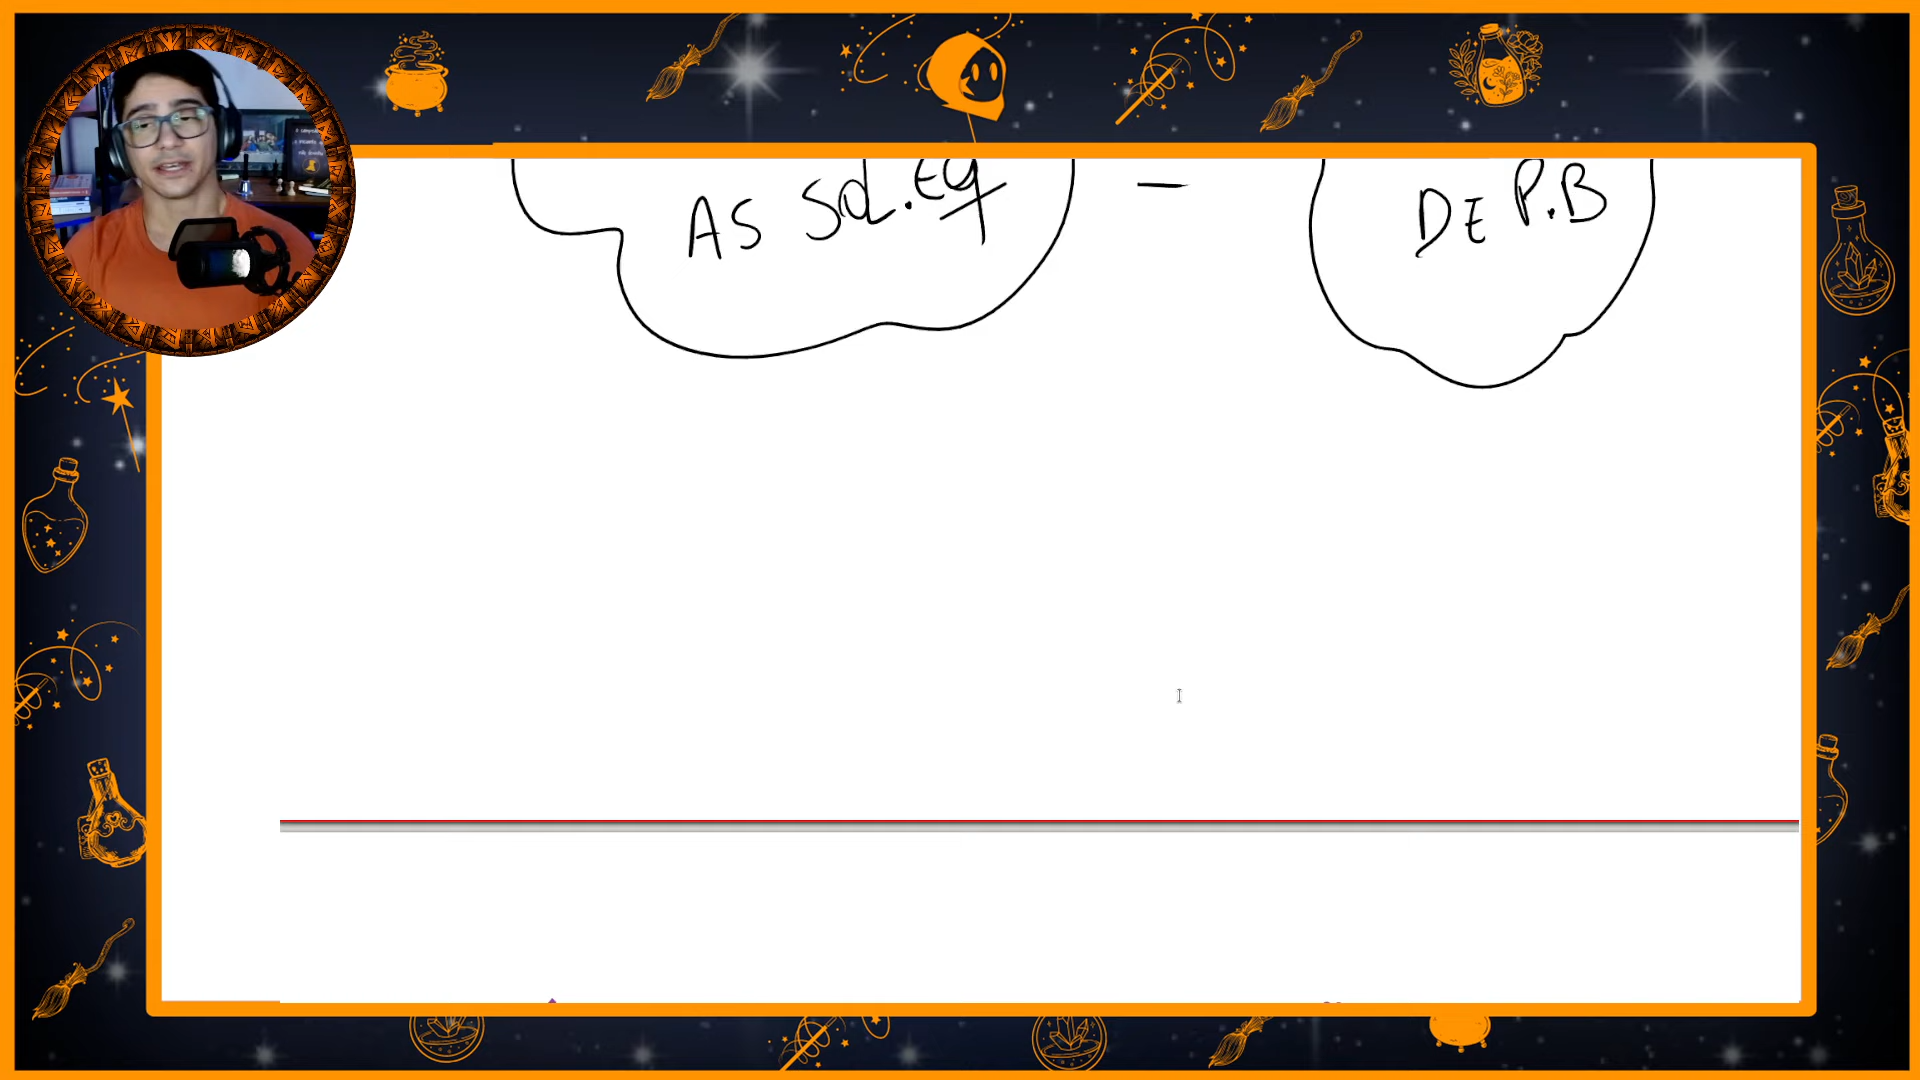 AS SOL.EQ
—
DE P.B